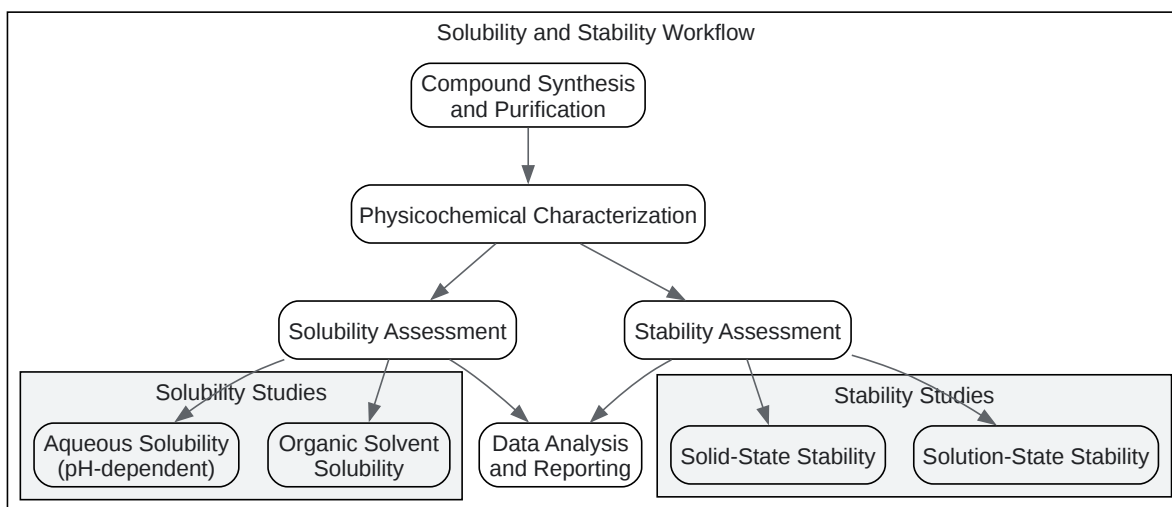 Solubility and Stability Workflow
Compound Synthesis
and Purification
Physicochemical Characterization
Solubility Assessment
Stability Assessment
Solubility Studies
Stability Studies
Aqueous Solubility
(pH-dependent)
Organic Solvent
Solubility
Data Analysis
and Reporting
Solid-State Stability
Solution-State Stability